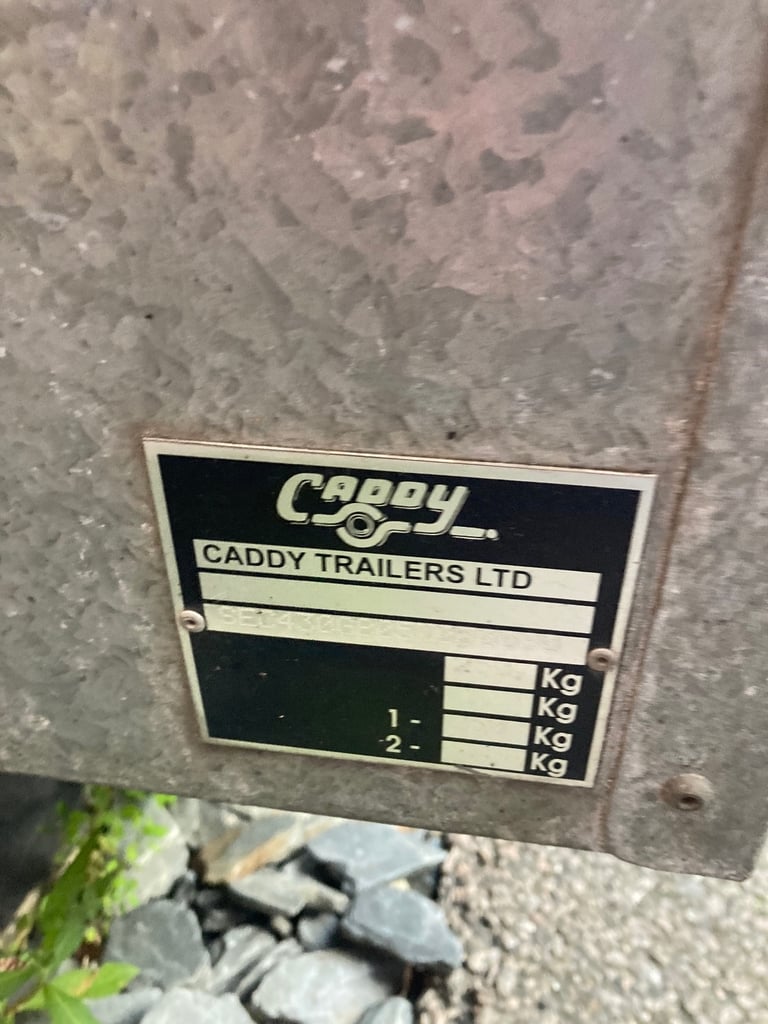 CADDY
CADDY TRAILERS LTD
Kg
Kg
1 - Kg
2 - Kg